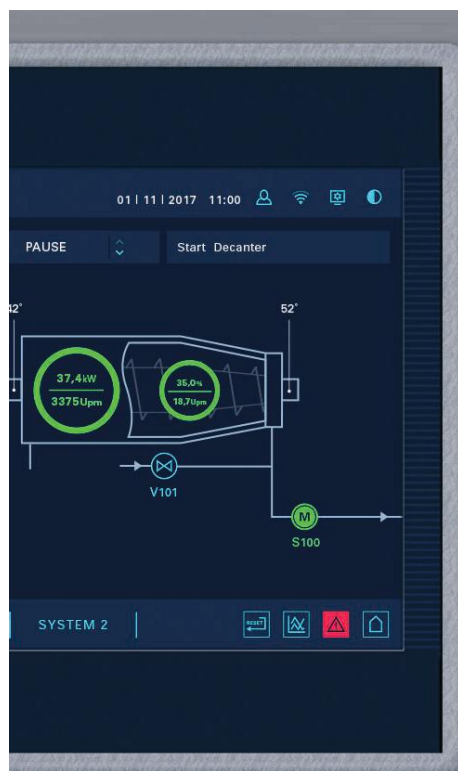 01 | 11 | 2017 11:00
PAUSE
Start Decanter
42°
52°
37,4kW
3375Upm
35,0%
18,7Upm
V101
M
S100
SYSTEM 2
RESET